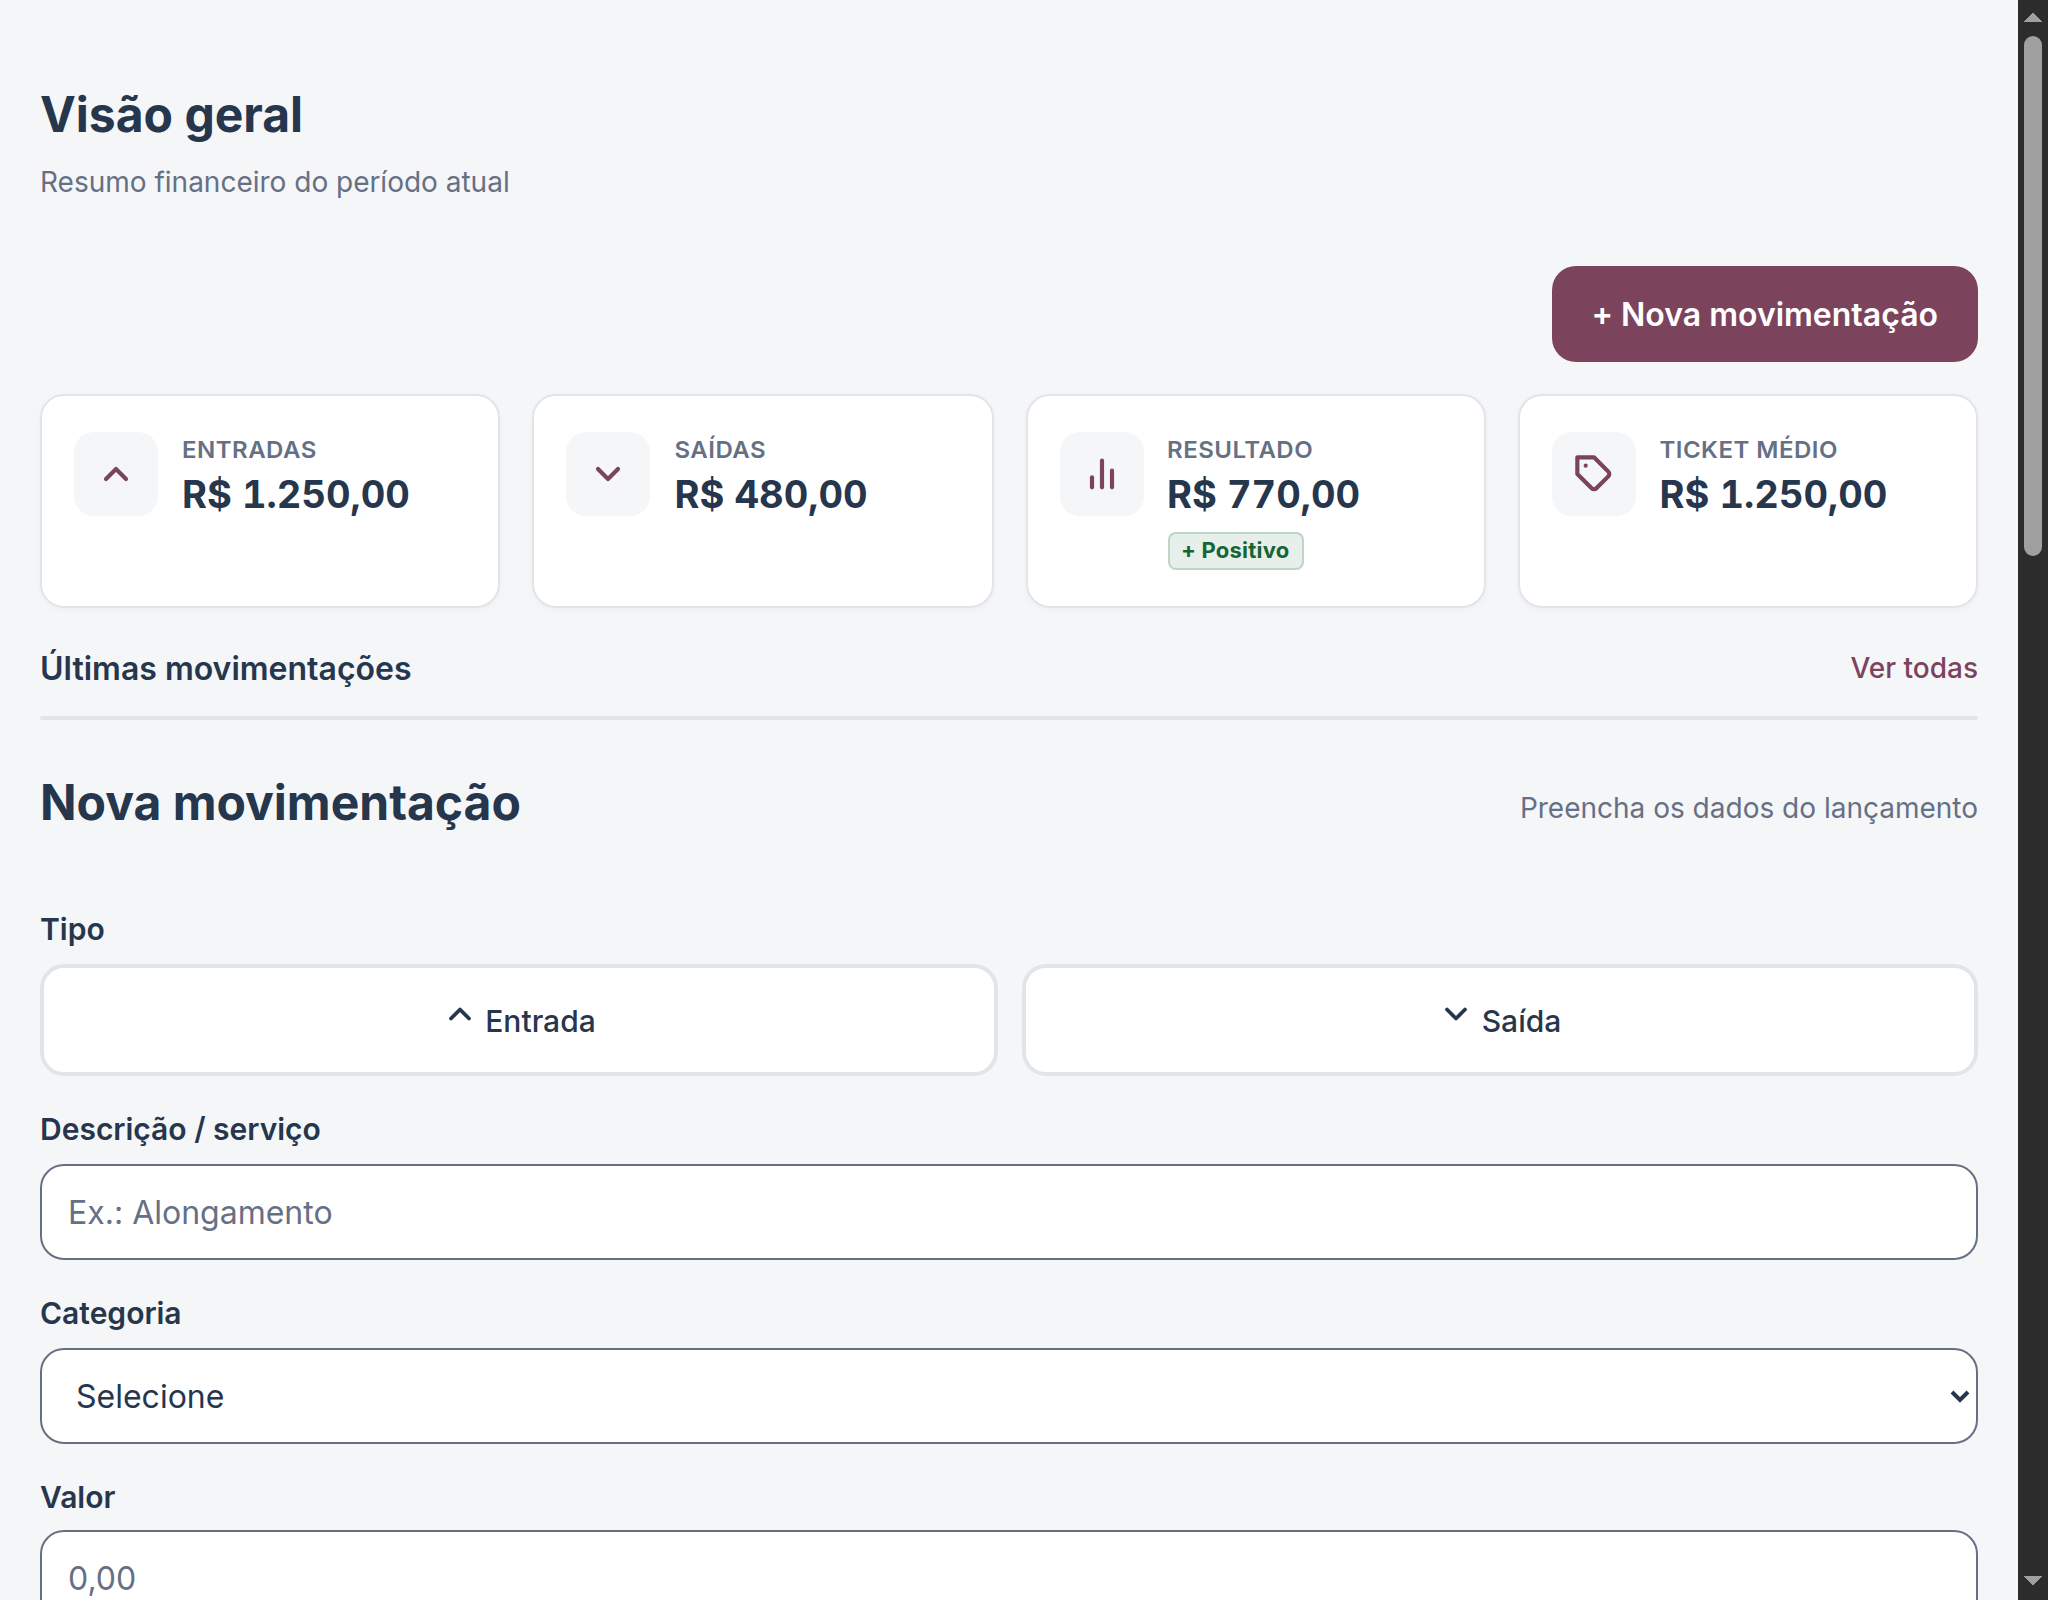 Visão geral
Resumo financeiro do período atual
+ Nova movimentação
ENTRADAS
R$ 1.250,00
SAÍDAS
R$ 480,00
RESULTADO
R$ 770,00
+ Positivo
TICKET MÉDIO
R$ 1.250,00
Últimas movimentações
Ver todas
Nova movimentação
Preencha os dados do lançamento
Tipo
Entrada
Saída
Descrição / serviço
Ex.: Alongamento
Categoria
Selecione
Valor
0,00